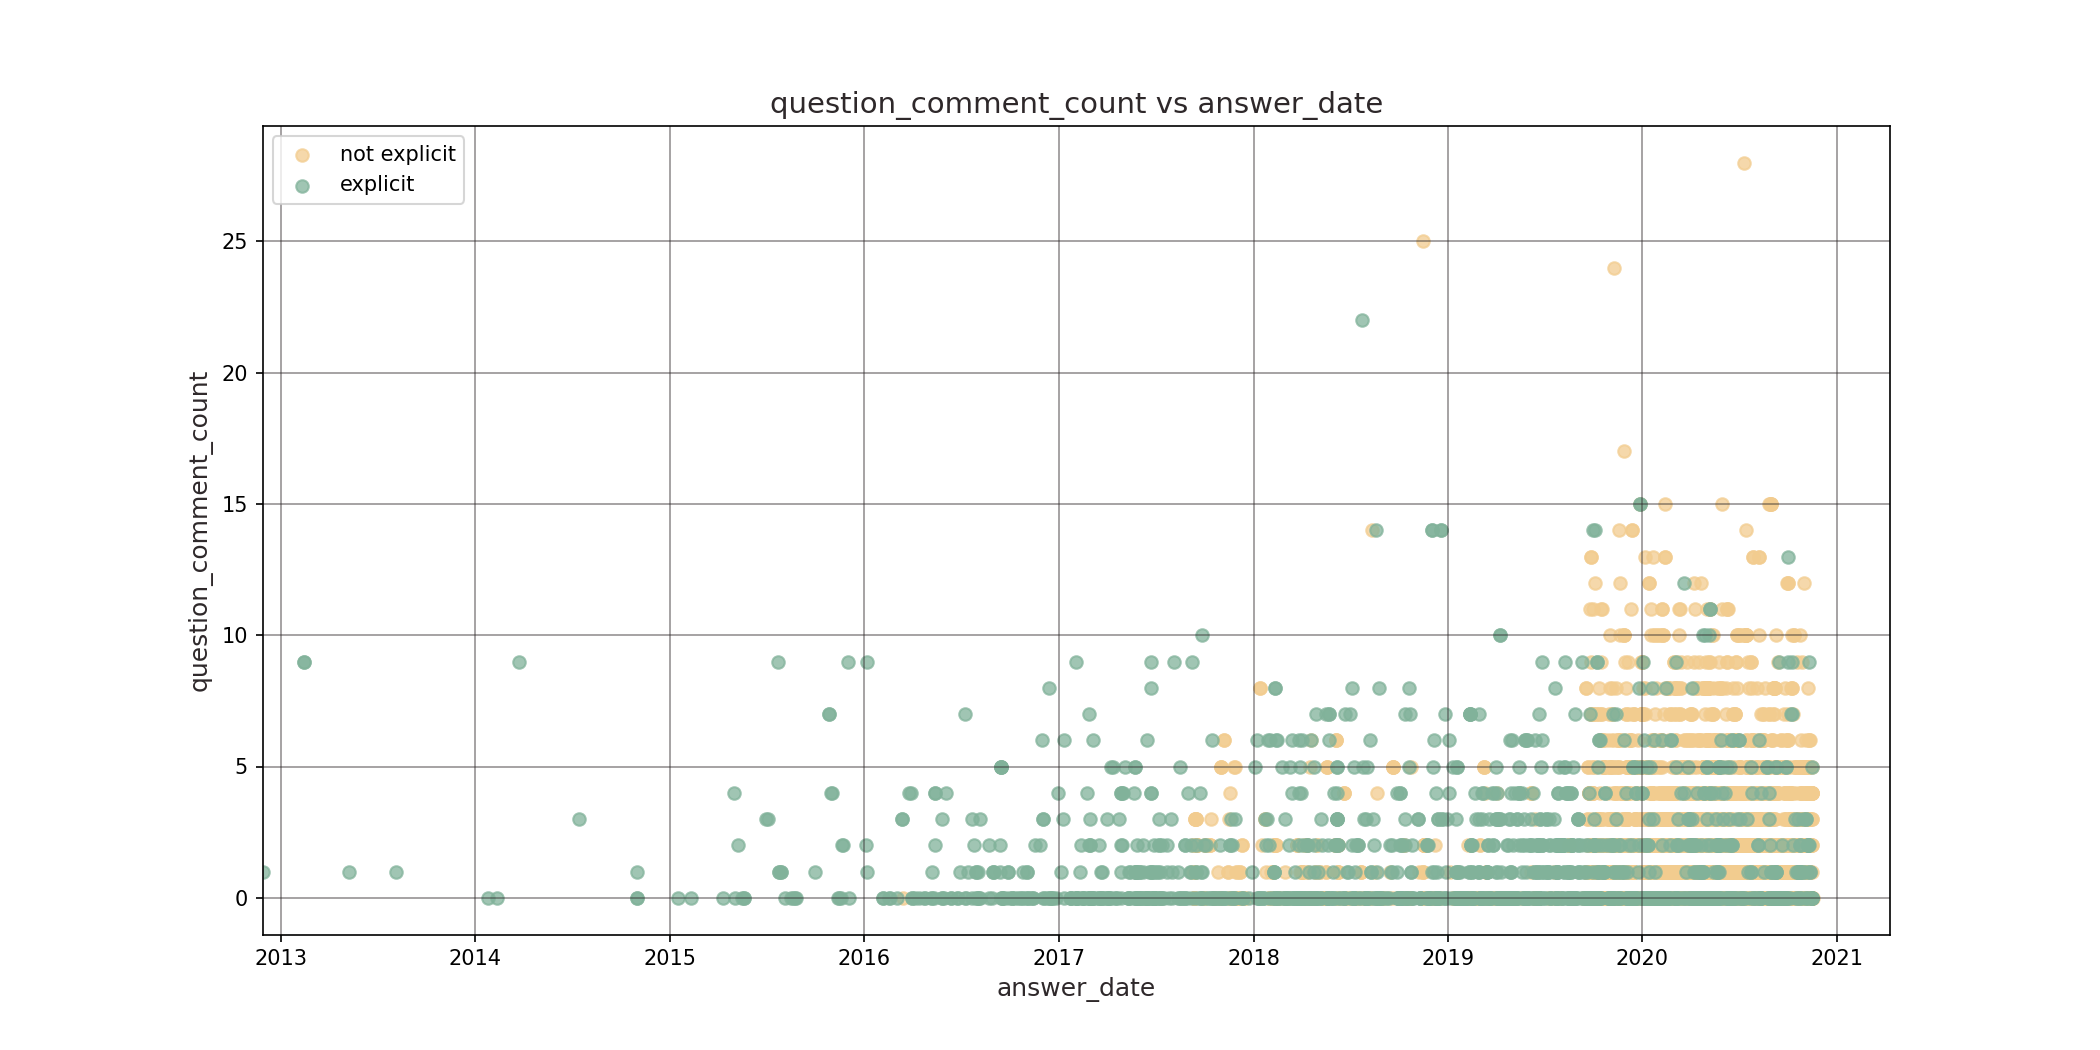 question_comment_count vs answer_date
not explicit
explicit
question_comment_count
25
20
15
10
5
0
2013 2014 2015 2016 2017 2018 2019 2020 2021
answer_date